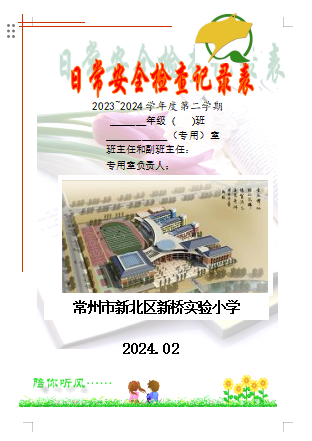 日常安全检查记录表
2023~2024学年度第二学期
______年级（  )班
__________（专用）室
班主任和副班主任：
专用室负责人：
常州市新北区新桥实验小学
2024.02
陪你听风……